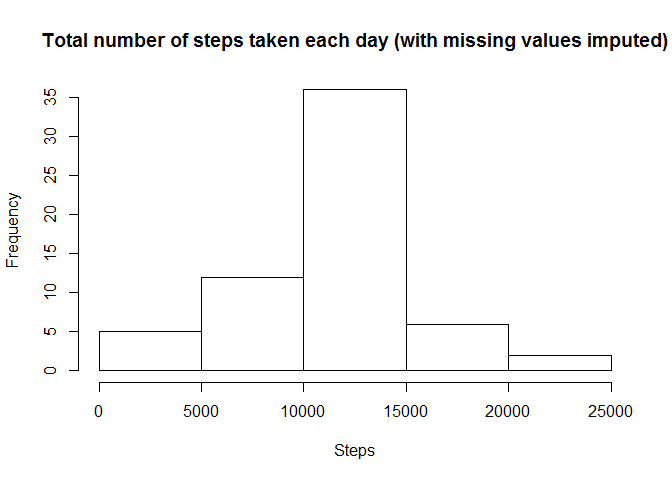 Total number of steps taken each day (with missing values imputed)
Frequency
35
30
25
20
15
10
5
0
0 5000 10000 15000 20000 25000
Steps